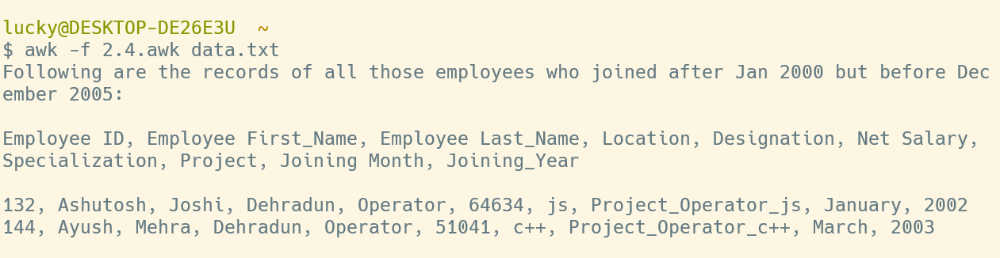 lucky@DESKTOP-DE26E3U ~
$ awk -f 2.4.awk data.txt
Following are the records of all those employees who joined after Jan 2000 but before Dec
ember 2005:
Employee ID, Employee First_Name, Employee Last_Name, Location, Designation, Net Salary,
Specialization, Project, Joining Month, Joining_Year
132, Ashutosh, Joshi, Dehradun, Operator, 64634, js, Project_Operator_js, January, 2002
144, Ayush, Mehra, Dehradun, Operator, 51041, c++, Project_Operator_c++, March, 2003